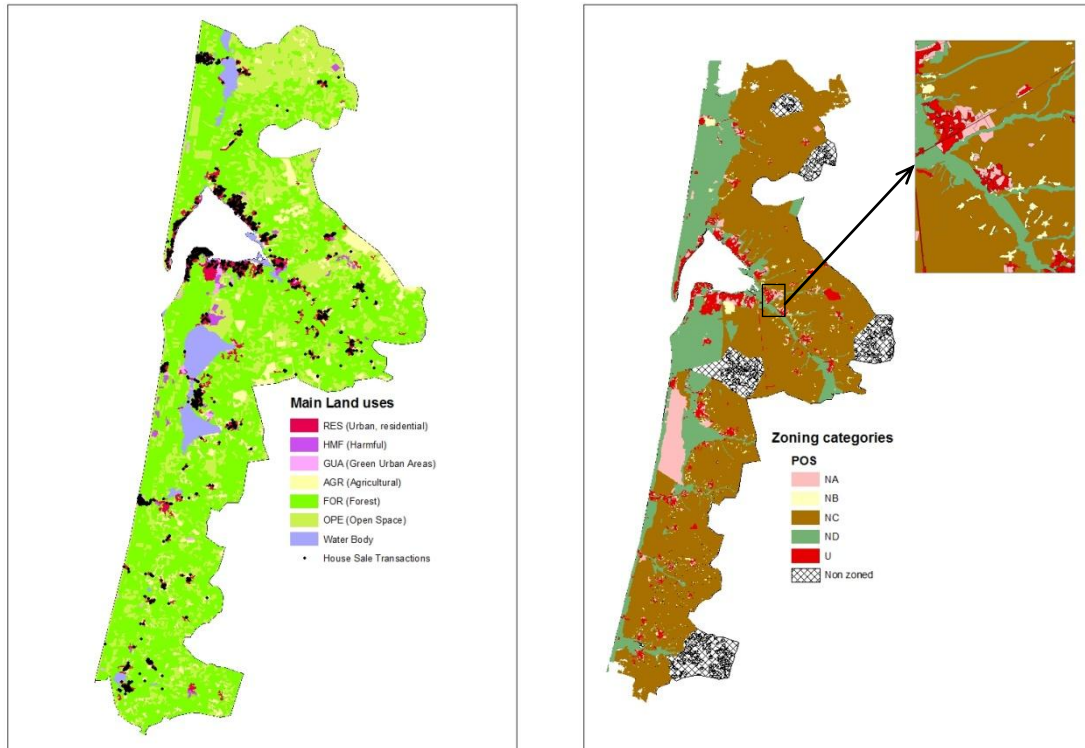 Main Land uses
RES (Urban, residential)
HMF (Harmful)
GUA (Green Urban Areas)
AGR (Agricultural)
FOR (Forest)
OPE (Open Space)
Water Body
House Sale Transactions
Zoning categories
POS
NA
NB
NC
ND
U
Non zoned